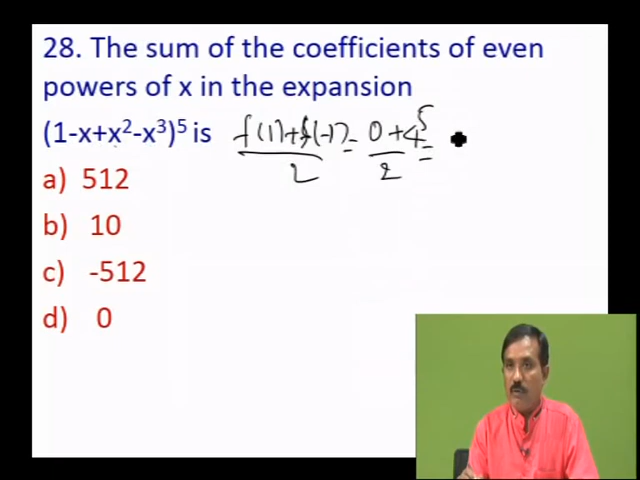 28. The sum of the coefficients of even
powers of x in the expansion
(1-x+x²-x³)⁵ is f(1)+f(-1)/2 = 0+4⁵/2 =
a) 512
b) 10
c) -512
d) 0